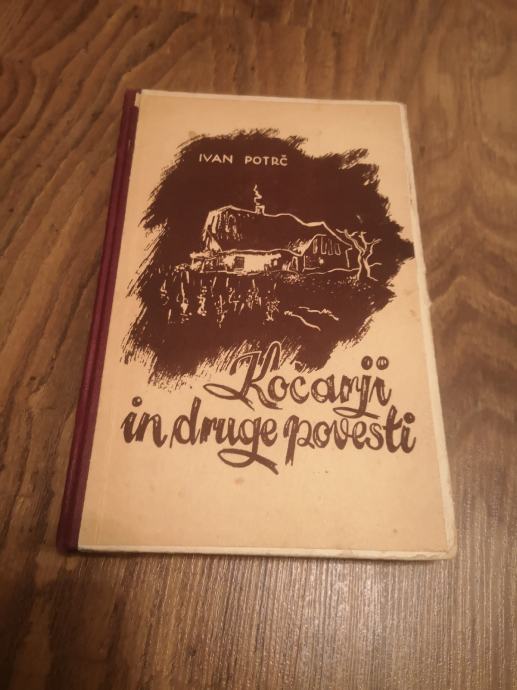 IVAN POTRČ
Kočarji
in druge povesti